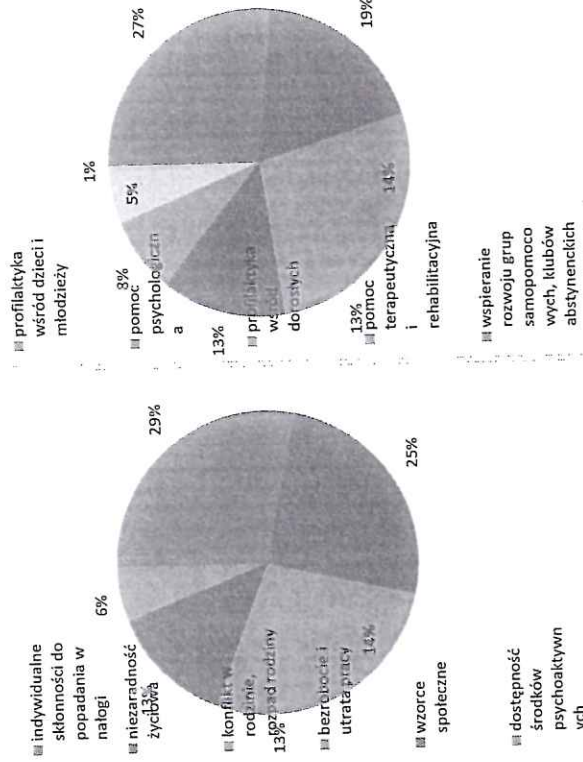 indywidualne
skłonności do
popadania w
nałogi
niezaradność
życiowa
konflikt w
rodzinie,
rozpad rodziny
bezrobocie i
utrata pracy
wzorce
społeczne
dostępność
środków
psychoaktywn
ych
6%
29%
25%
14%
13%
13%
profilaktyka
wśród dzieci i
młodzieży
pomoc
psychologiczn
a
profilaktyka
wśród
dorosłych
pomoc
terapeutyczna
i
rehabilitacyjna
wspieranie
rozwoju grup
samopomoco
wych, klubów
abstynenckich
1%
27%
19%
14%
13%
13%
8%
5%